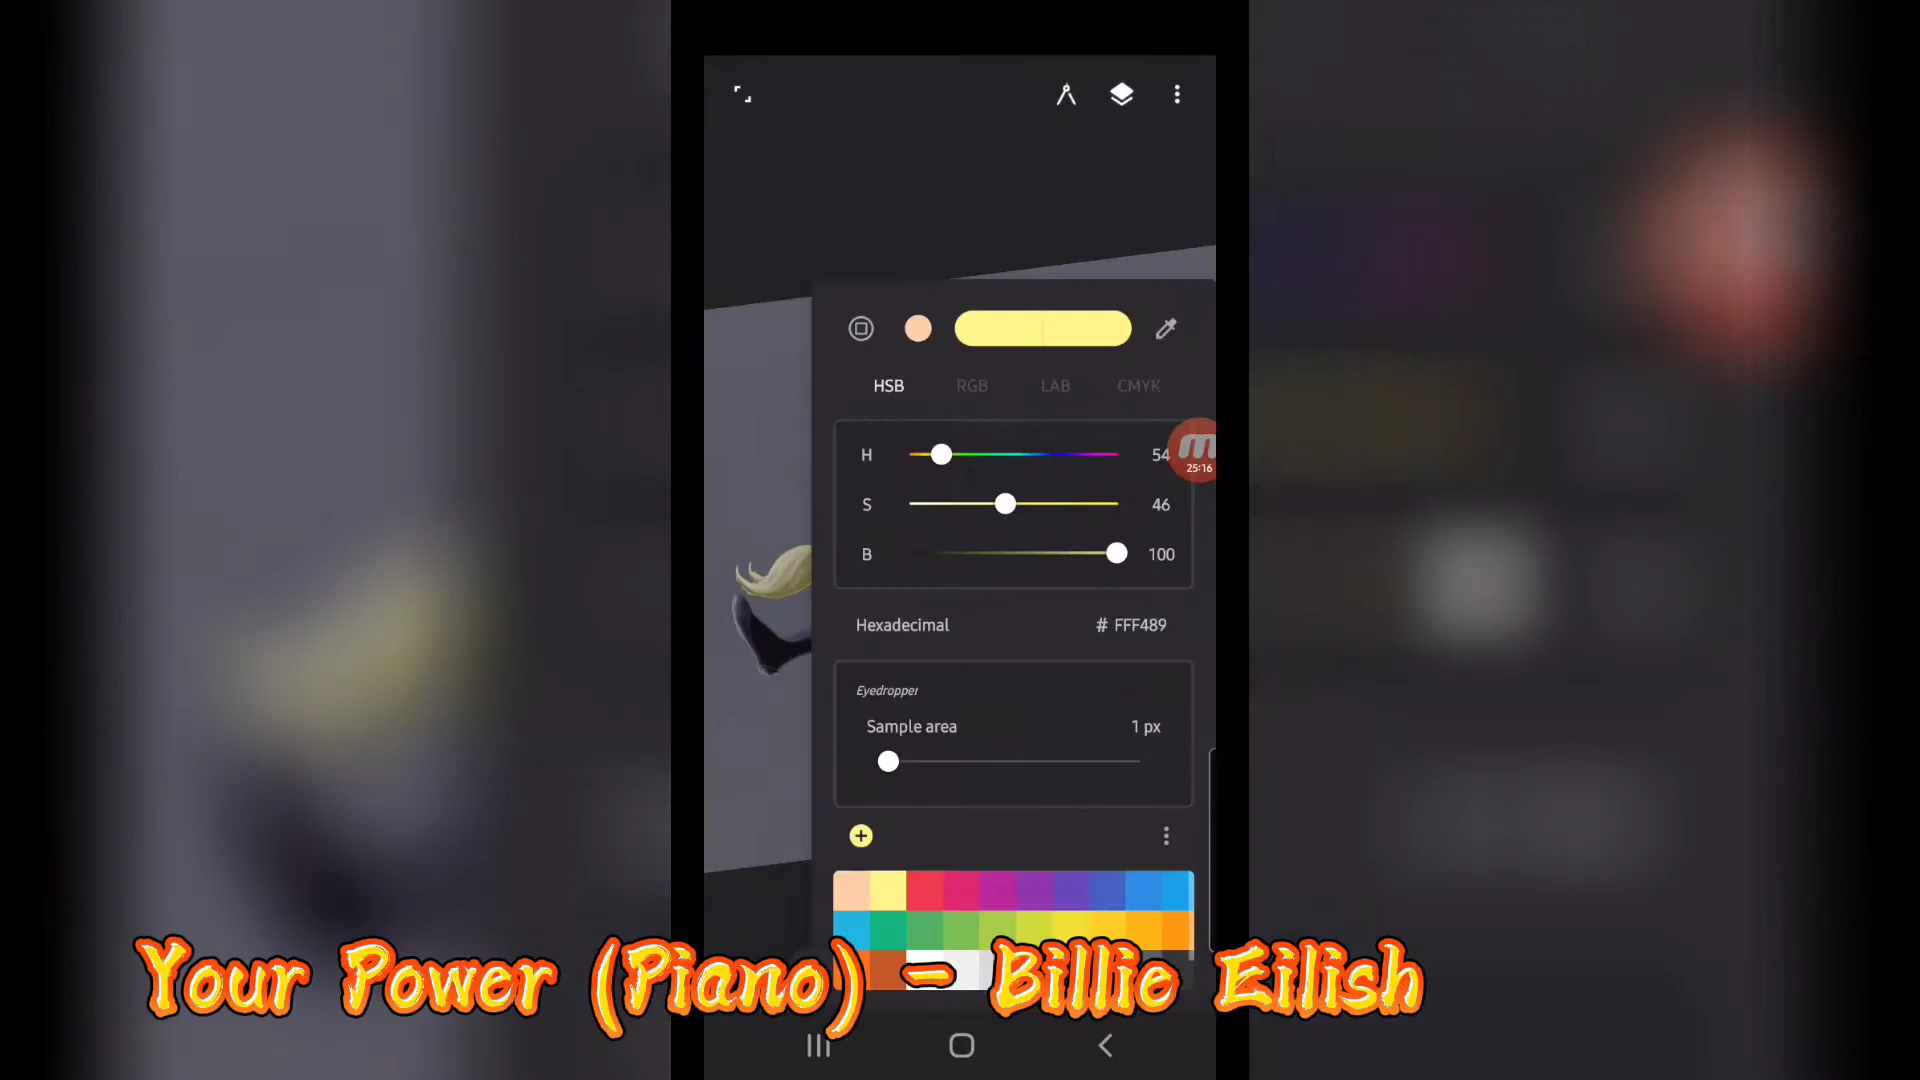 HSB RGB LAB CMYK
H 54
m
25:16
S 46
B 100
Hexadecimal # FFF489
Eyedropper
Sample area 1 px
Your Power (Piano) - Billie Eilish